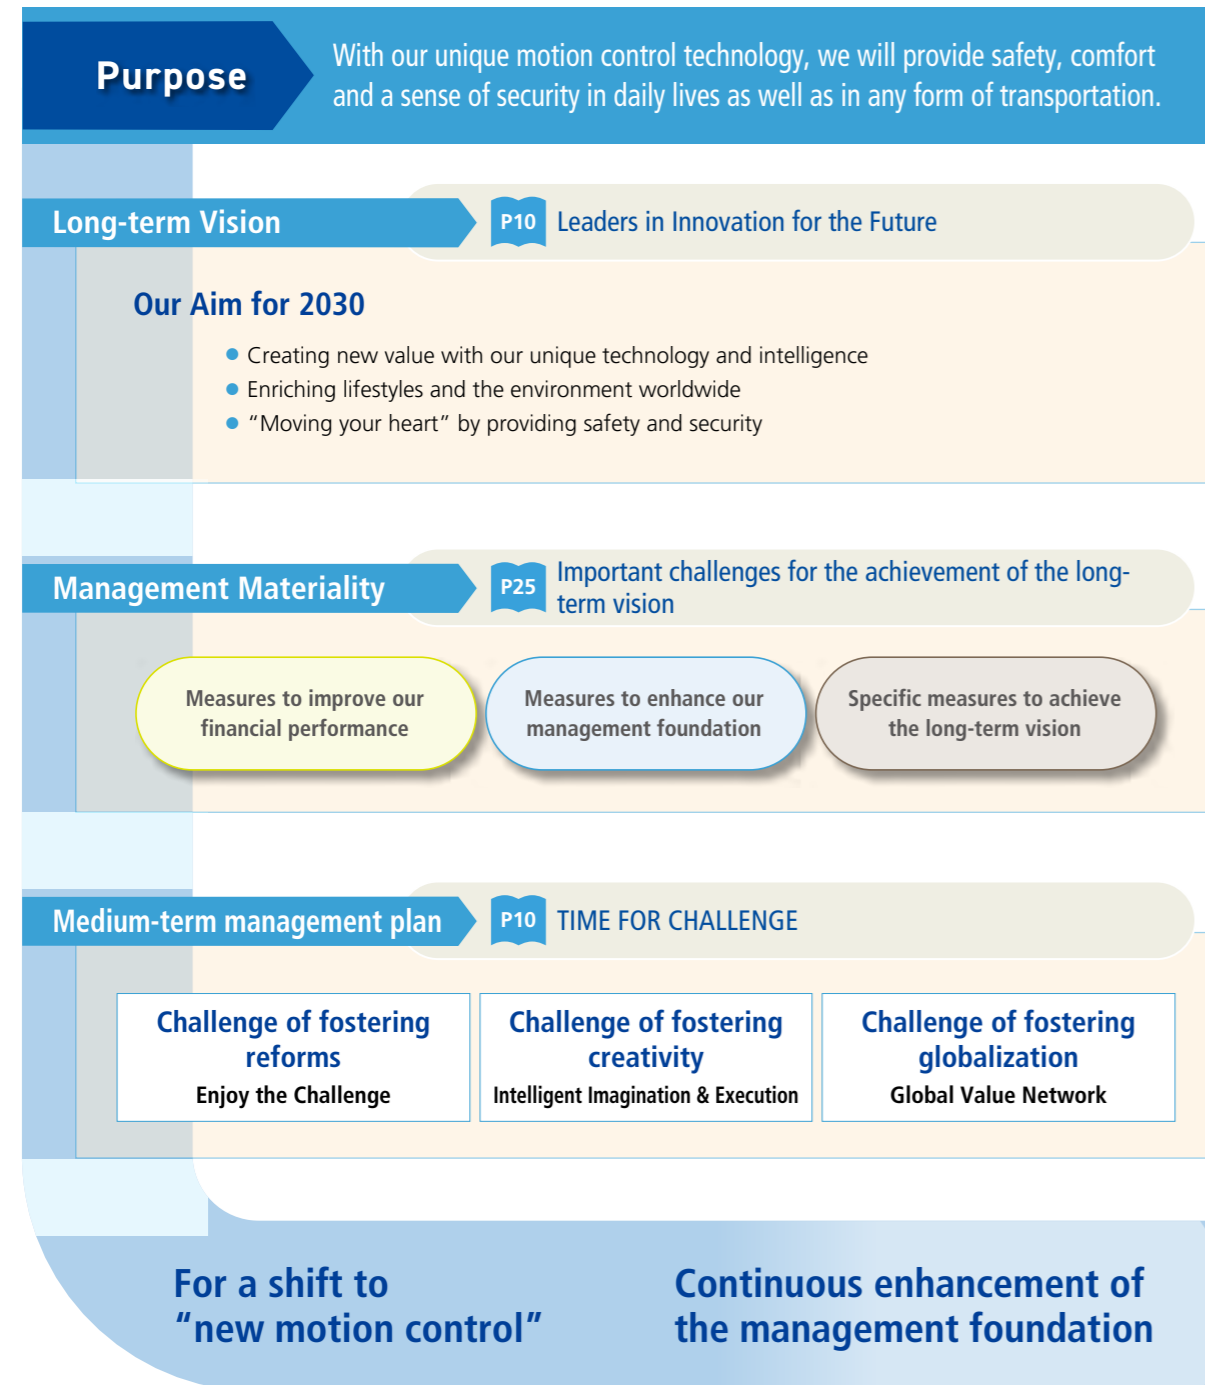 Purpose
With our unique motion control technology, we will provide safety, comfort
and a sense of security in daily lives as well as in any form of transportation.
Long-term Vision
P10
Leaders in Innovation for the Future
Our Aim for 2030
● Creating new value with our unique technology and intelligence
● Enriching lifestyles and the environment worldwide
● “Moving your heart” by providing safety and security
Management Materiality
P25
Important challenges for the achievement of the long-
term vision
Measures to improve our
financial performance
Measures to enhance our
management foundation
Specific measures to achieve
the long-term vision
Medium-term management plan
P10
TIME FOR CHALLENGE
Challenge of fostering
reforms
Enjoy the Challenge
Challenge of fostering
creativity
Intelligent Imagination & Execution
Challenge of fostering
globalization
Global Value Network
For a shift to
“new motion control”
Continuous enhancement of
the management foundation